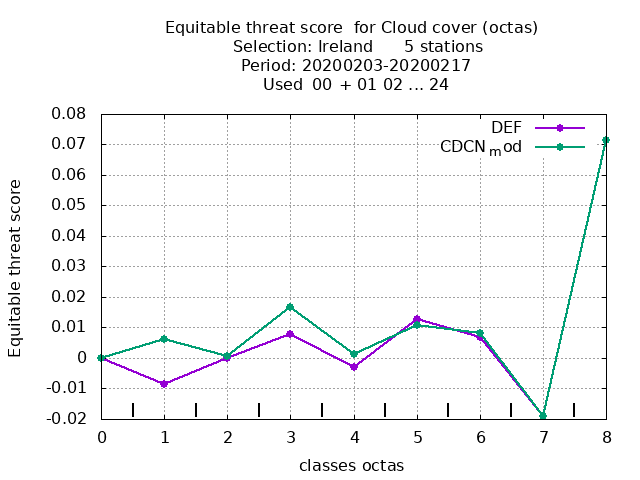 Equitable threat score  for Cloud cover (octas)
Selection: Ireland      5 stations
Period: 20200203-20200217
Used  00 + 01 02 ... 24
DEF
CDCN_mod
Equitable threat score
0.08
0.07
0.06
0.05
0.04
0.03
0.02
0.01
0
-0.01
-0.02
0 1 2 3 4 5 6 7 8
classes octas